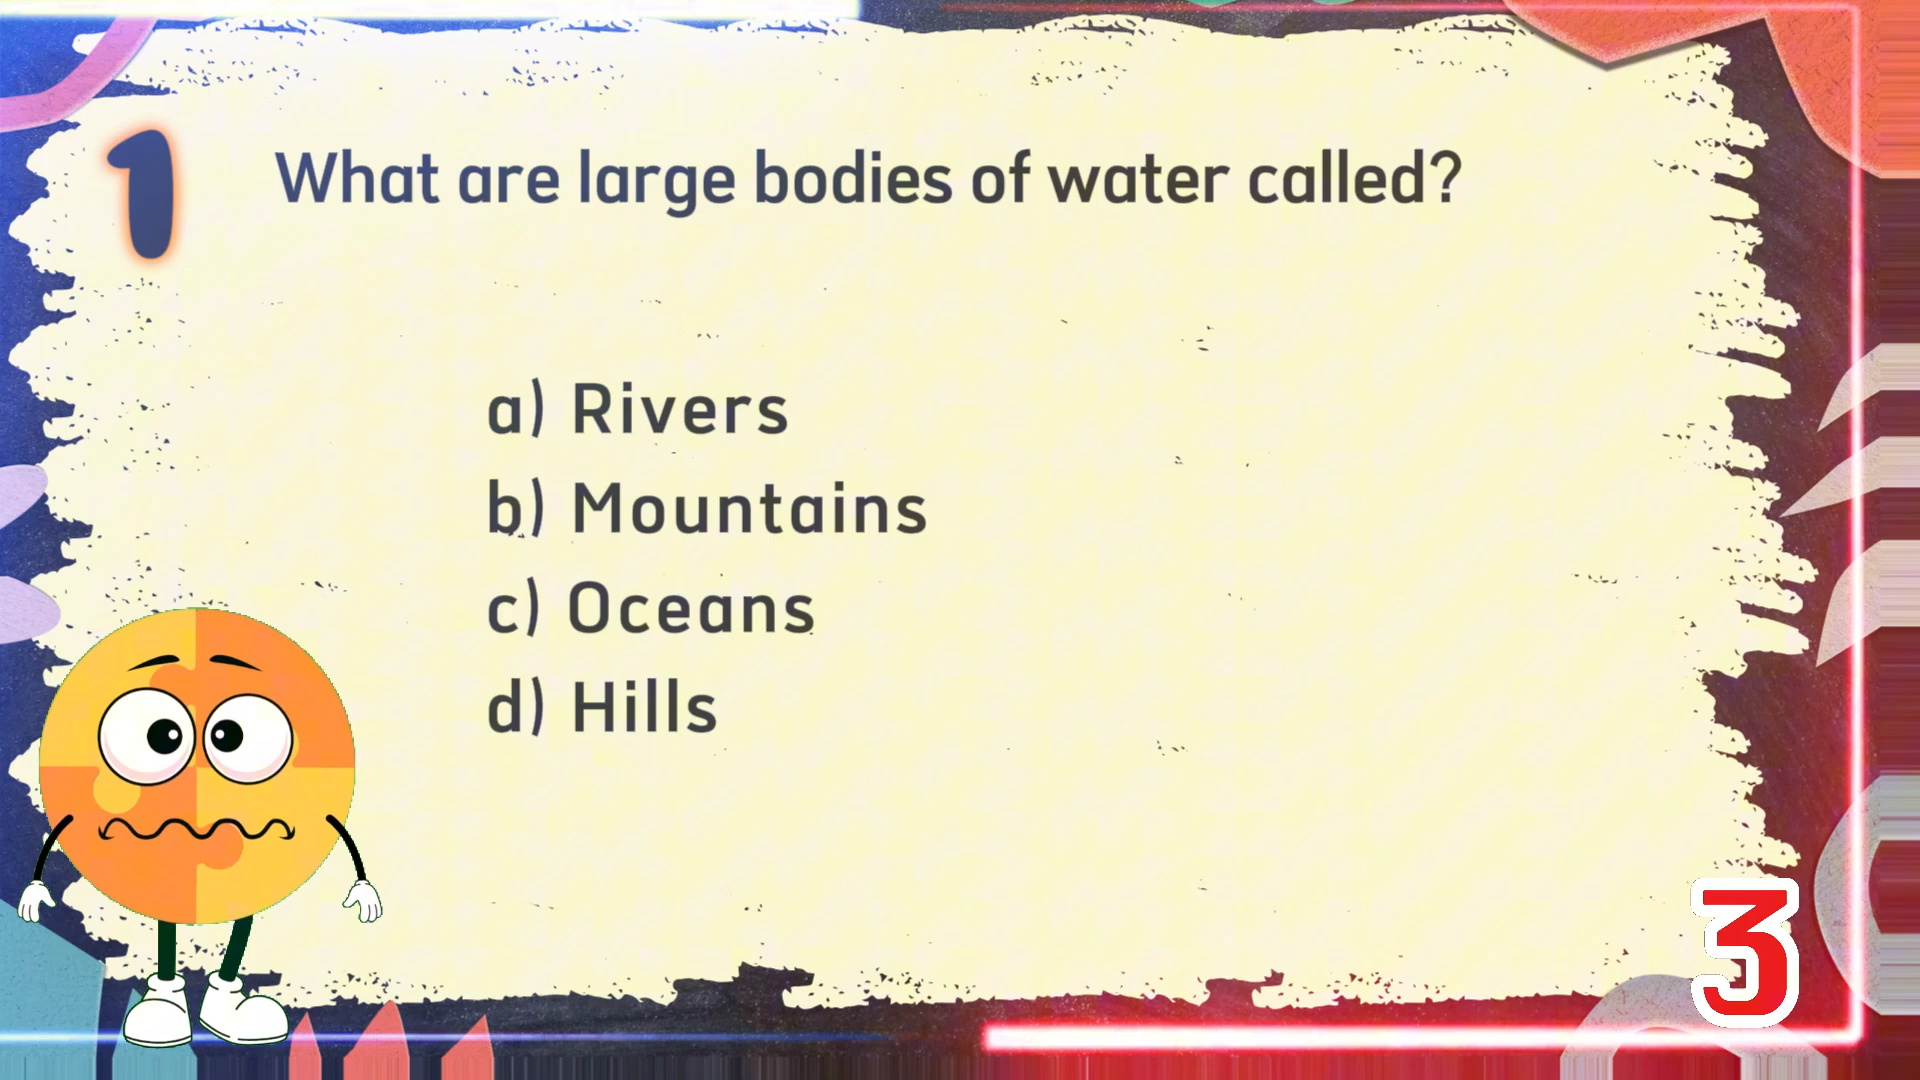 1 What are large bodies of water called?
a) Rivers
b) Mountains
c) Oceans
d) Hills
3